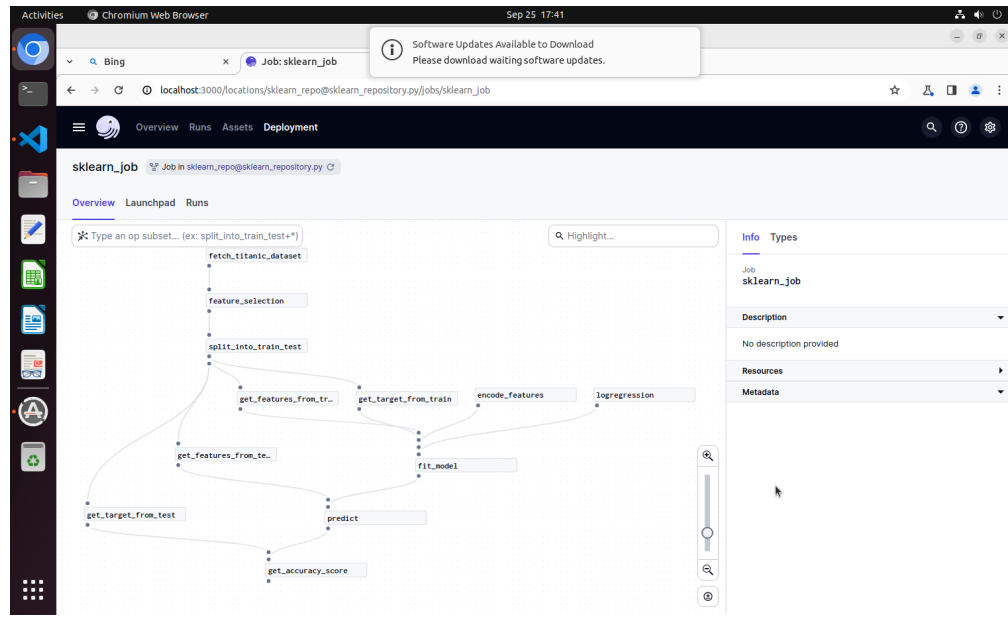 Activities
Chromium Web Browser
Sep 25 17:41
Software Updates Available to Download
Please download waiting software updates.
Bing
Job: sklearn_job
localhost:3000/locations/sklearn_repo@sklearn_repository.py/jobs/sklearn_job
Overview Runs Assets Deployment
sklearn_job
Job in sklearn_repo@sklearn_repository.py
Overview Launchpad Runs
Type an op subset... (ex: split_into_train_test+*)
Highlight...
fetch_titanic_dataset
feature_selection
split_into_train_test
get_features_from_tr…
get_target_from_train
encode_features
logregression
get_features_from_te…
fit_model
get_target_from_test
predict
get_accuracy_score
Info Types
Job
sklearn_job
Description
No description provided
Resources
Metadata